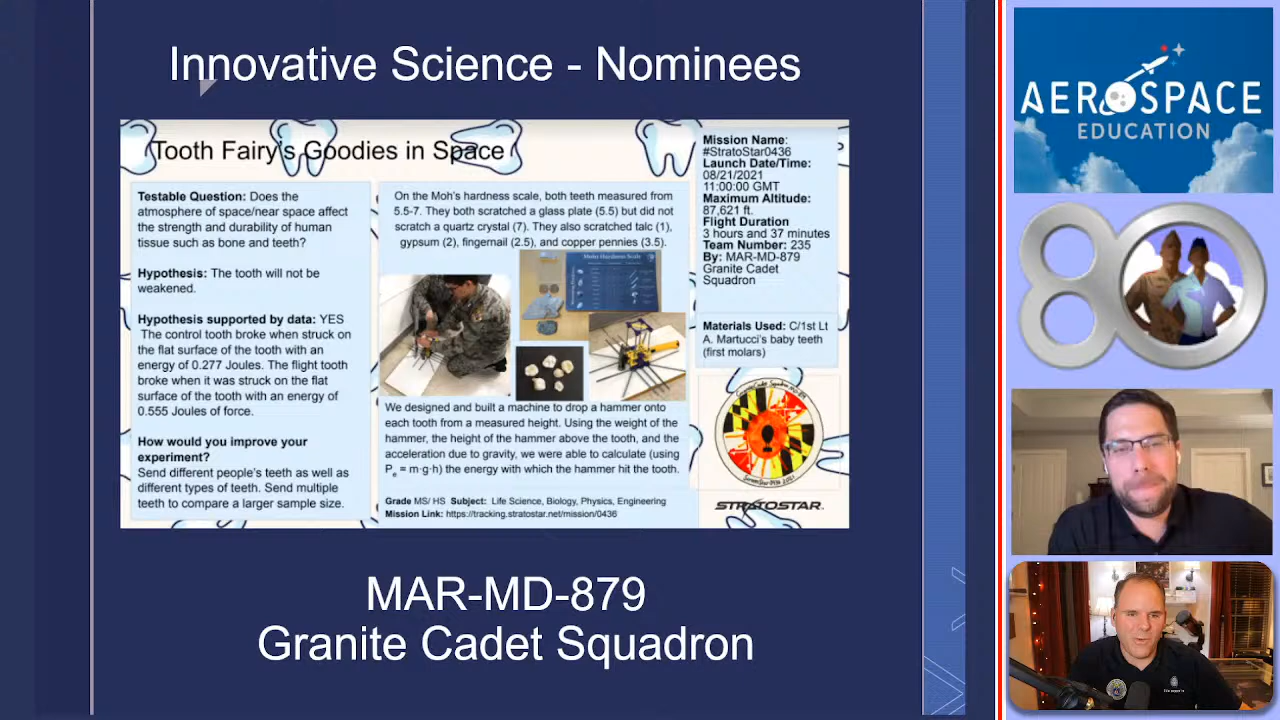 Innovative Science - Nominees
Tooth Fairy's Goodies in Space
Testable Question: Does the
atmosphere of space/near space affect
the strength and durability of human
tissue such as bone and teeth?
Hypothesis: The tooth will not be
weakened.
Hypothesis supported by data: YES
The control tooth broke when struck on
the flat surface of the tooth with an
energy of 0.277 Joules. The flight tooth
broke when it was struck on the flat
surface of the tooth with an energy of
0.555 Joules of force.
How would you improve your
experiment?
Send different people's teeth as well as
different types of teeth. Send multiple
teeth to compare a larger sample size.
On the Moh's hardness scale, both teeth measured from
5.5-7. They both scratched a glass plate (5.5) but did not
scratch a quartz crystal (7). They also scratched talc (1),
gypsum (2), fingernail (2.5), and copper pennies (3.5).
We designed and built a machine to drop a hammer onto
each tooth from a measured height. Using the weight of the
hammer, the height of the hammer above the tooth, and the
acceleration due to gravity, we were able to calculate (using
Pe = m·g·h) the energy with which the hammer hit the tooth.
Grade MS/ HS Subject: Life Science, Biology, Physics, Engineering
Mission Link: https://tracking.stratostar.net/mission/0436
Mission Name:
#StratoStar0436
Launch Date/Time:
08/21/2021
11:00:00 GMT
Maximum Altitude:
87,621 ft.
Flight Duration
3 hours and 37 minutes
Team Number: 235
By: MAR-MD-879
Granite Cadet
Squadron
Materials Used: C/1st Lt
A. Martucci's baby teeth
(first molars)
STRATOSTAR
MAR-MD-879
Granite Cadet Squadron
AEROSPACE
EDUCATION
80